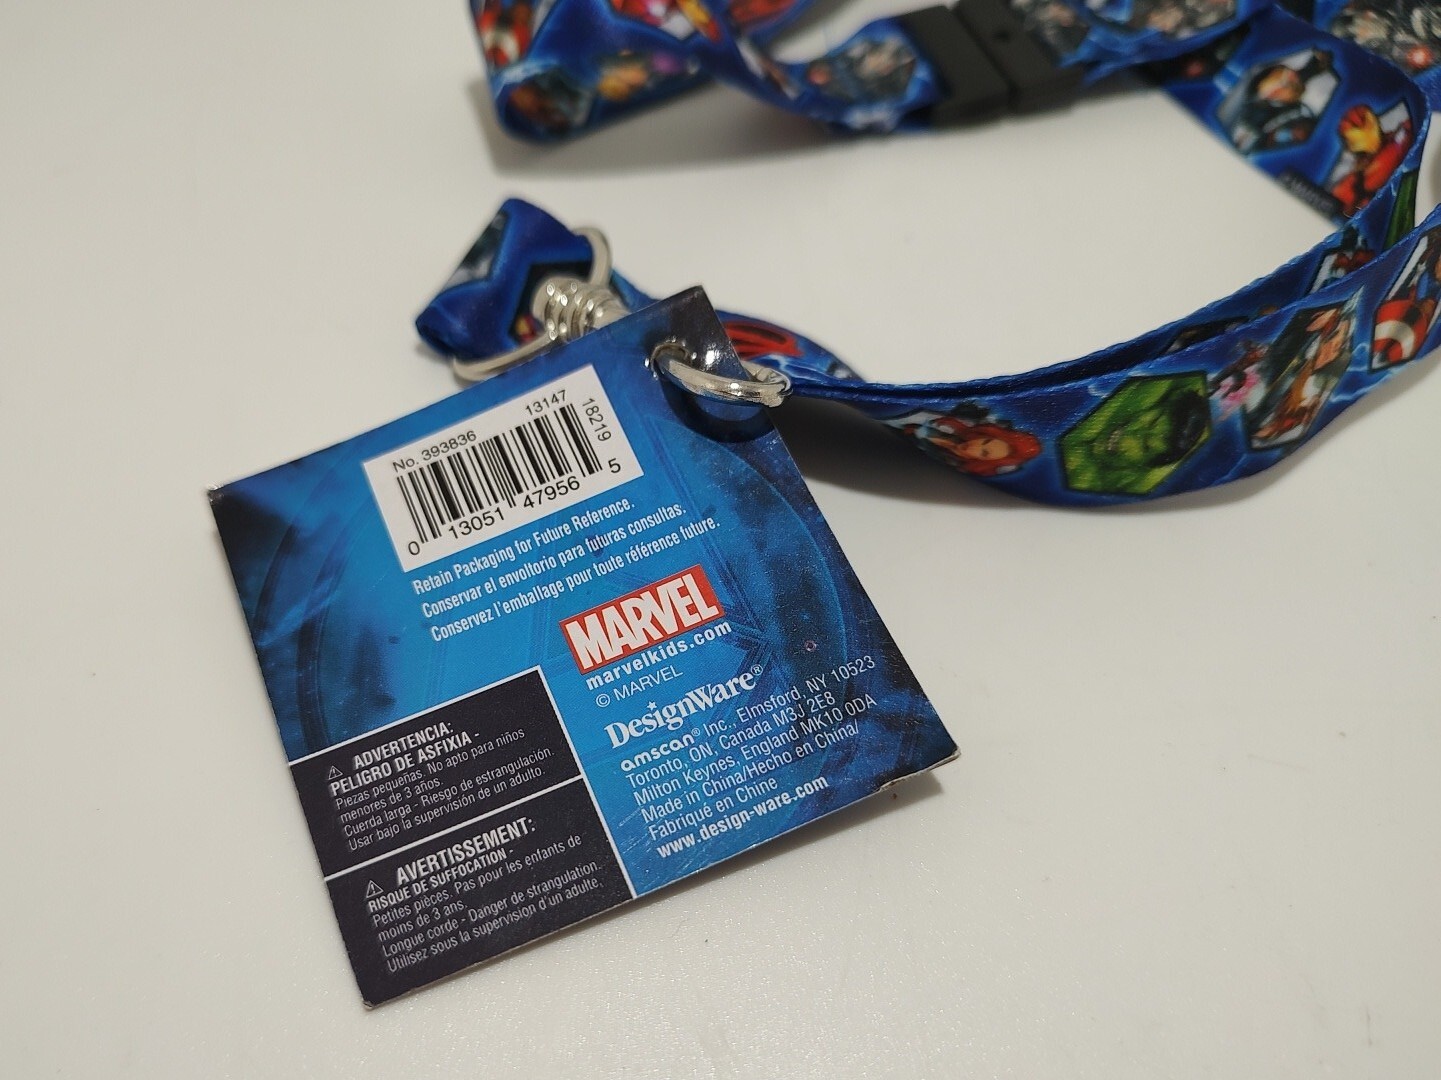 No. 393836
13147
18219
0 13051 47956 5
Retain Packaging for Future Reference.
Conservar el envoltorio para futuras consultas.
Conservez l'emballage pour toute référence future.
MARVEL
marvelkids.com
© MARVEL
DesignWare®
amscan® Inc., Elmsford, NY 10523
Toronto, ON, Canada M3J 2E8
Milton Keynes, England MK10 0DA
Made in China/Hecho en China/
Fabriqué en Chine
www.design-ware.com
⚠ ADVERTENCIA:
PELIGRO DE ASFIXIA -
Piezas pequeñas. No apto para niños
menores de 3 años.
Cuerda larga - Riesgo de estrangulación.
Usar bajo la supervisión de un adulto.
⚠ AVERTISSEMENT:
RISQUE DE SUFFOCATION -
Petites pièces. Pas pour les enfants de
moins de 3 ans.
Longue corde - Danger de strangulation.
Utilisez sous la supervision d'un adulte.